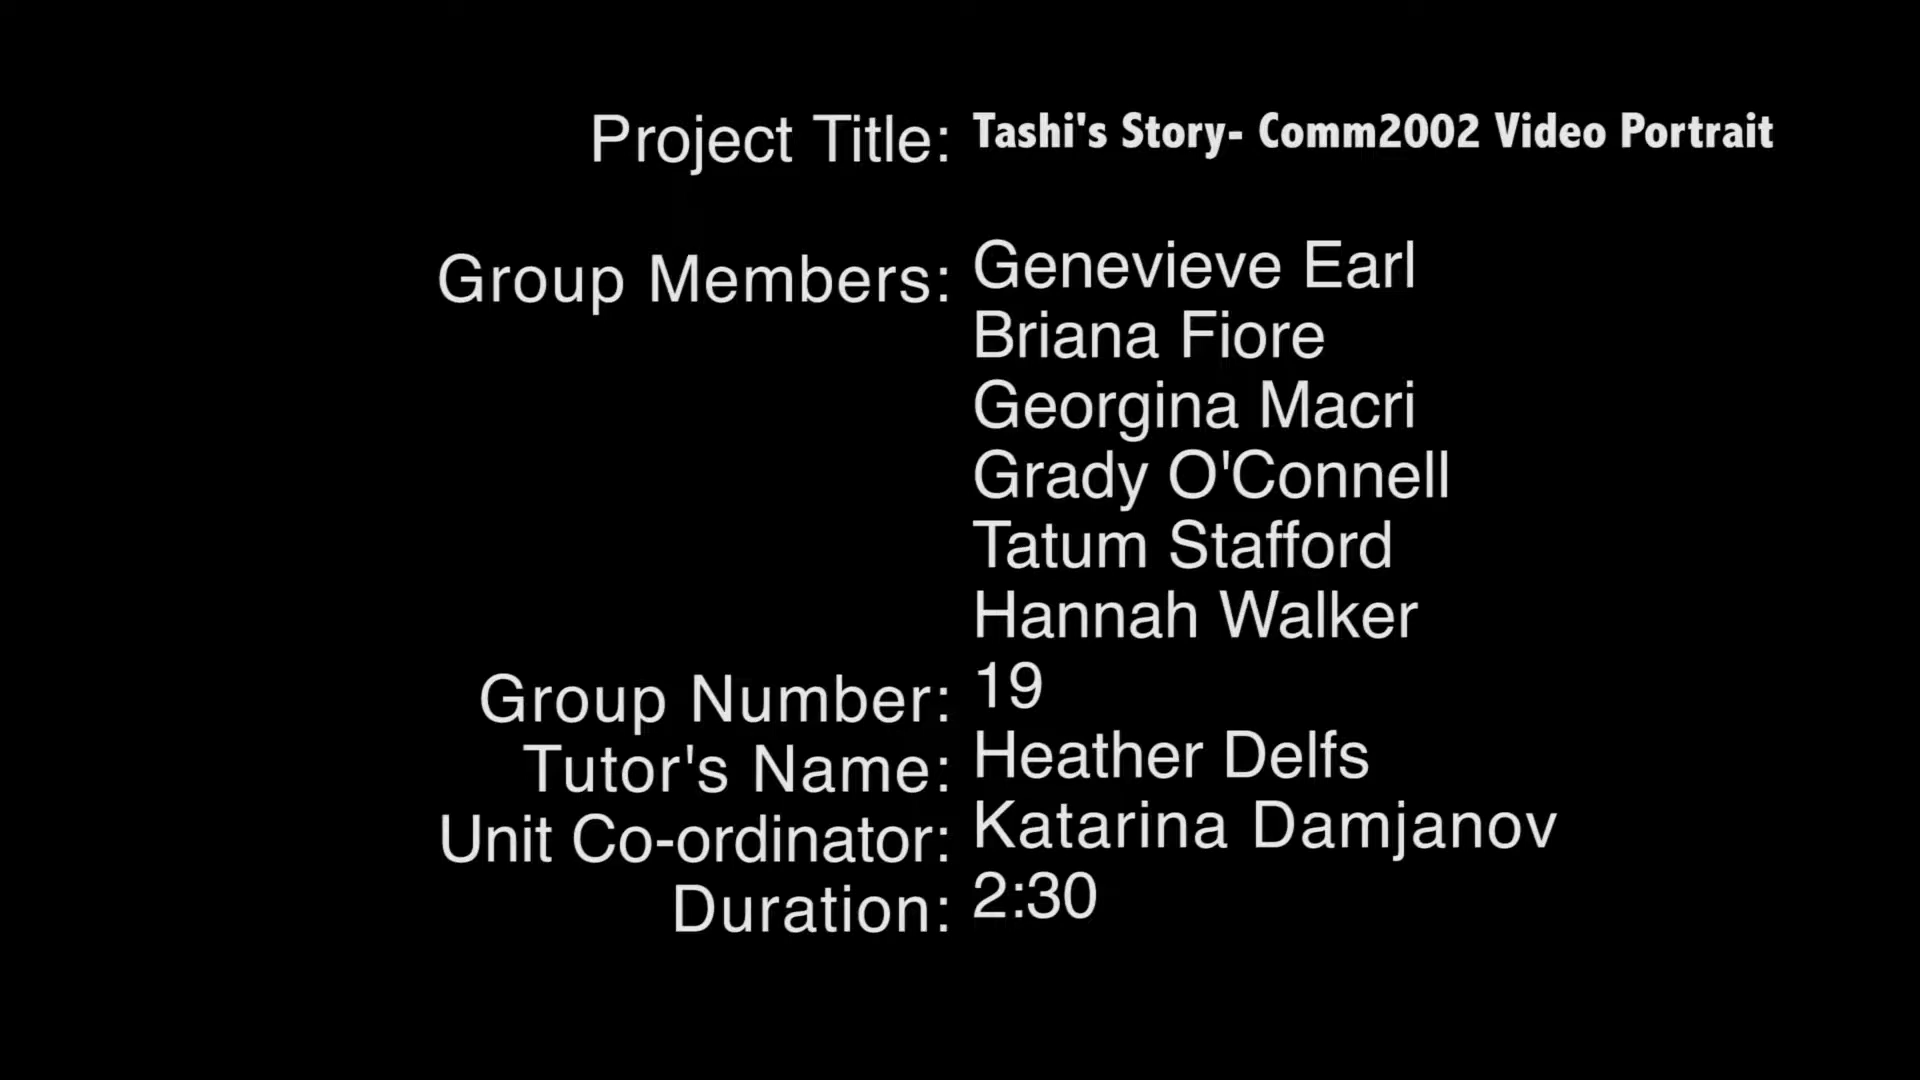 Project Title: Tashi's Story- Comm2002 Video Portrait
Group Members: Genevieve Earl
Briana Fiore
Georgina Macri
Grady O'Connell
Tatum Stafford
Hannah Walker
Group Number: 19
Tutor's Name: Heather Delfs
Unit Co-ordinator: Katarina Damjanov
Duration: 2:30